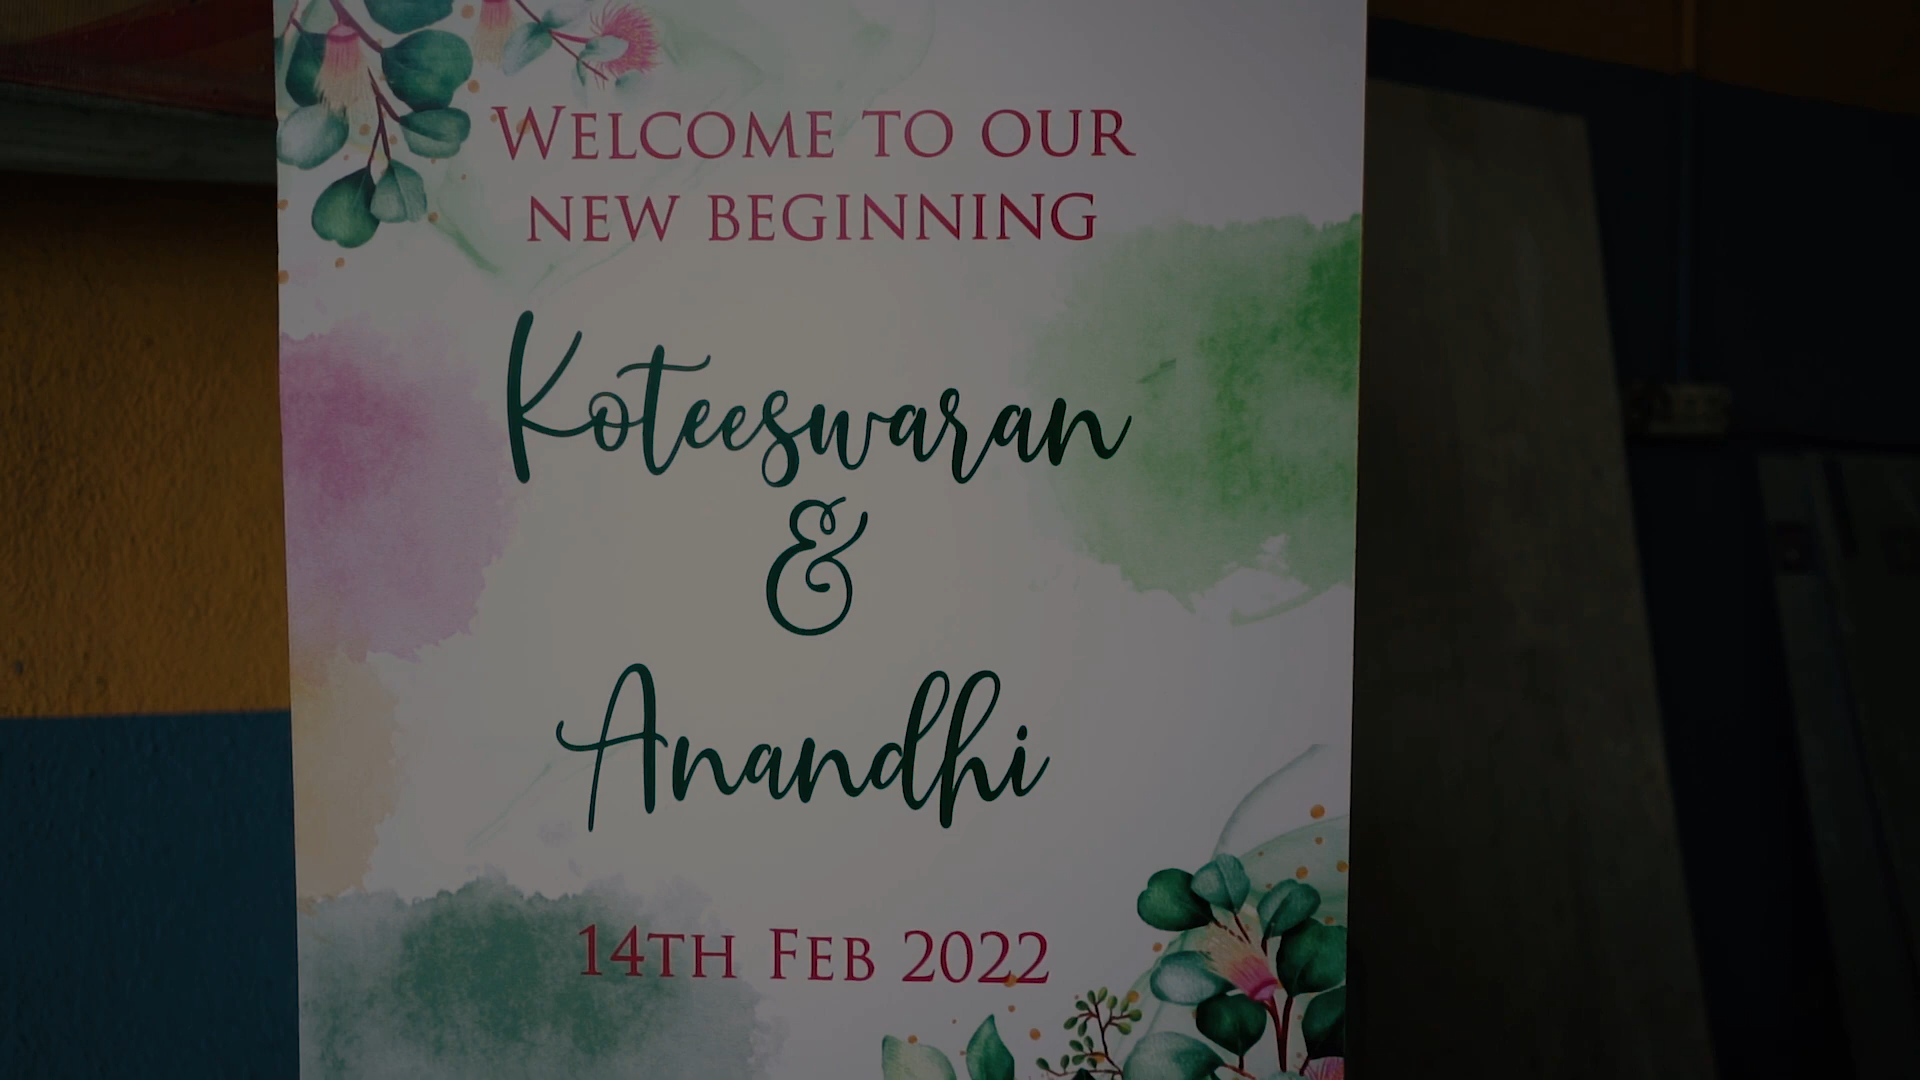 Welcome to our
new beginning
Koteeswaran
&
Anandhi
14th Feb 2022